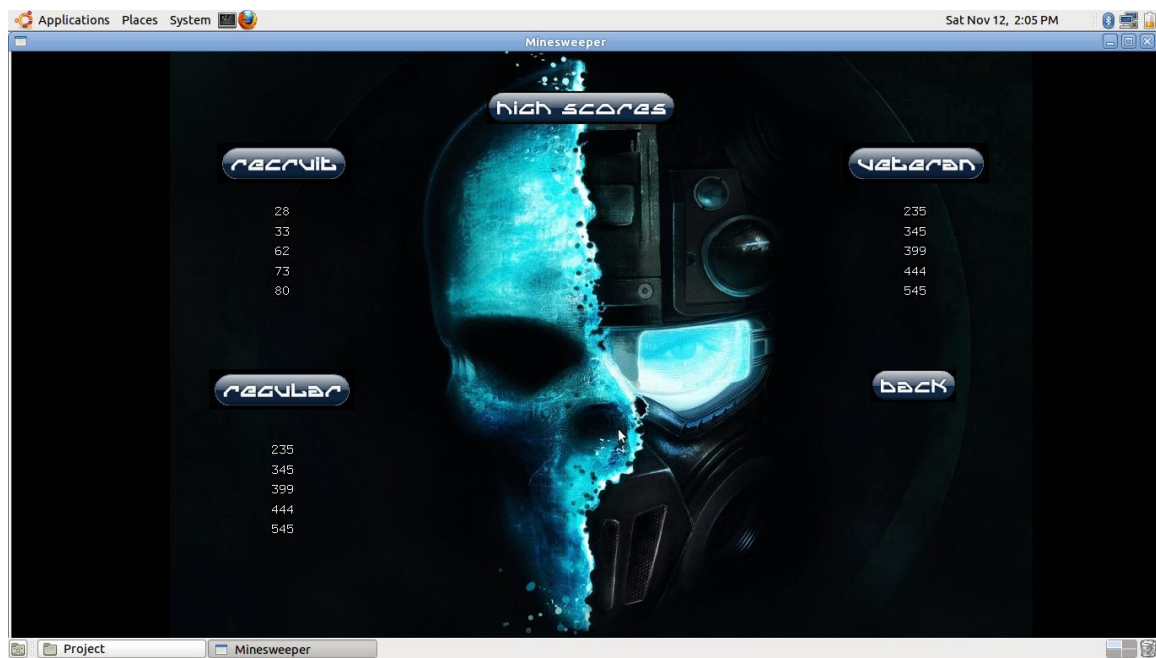 Applications Places System
Sat Nov 12, 2:05 PM
Minesweeper
HIGH SCORES
recruit
28
33
62
73
80
veteran
235
345
399
444
545
regular
235
345
399
444
545
back
Project
Minesweeper